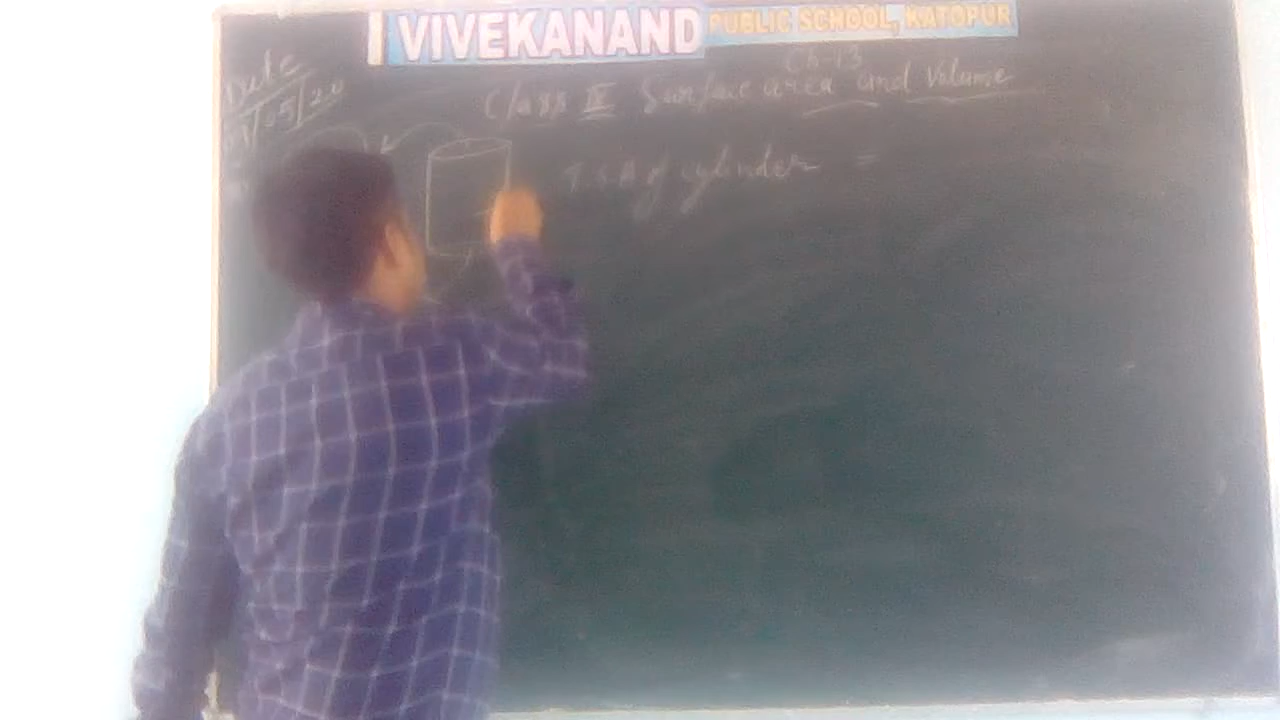 VIVEKANAND PUBLIC SCHOOL, KATOPUR
Date
Ch-13
Class IX Surface area and Volume
T.S.A of cylinder =